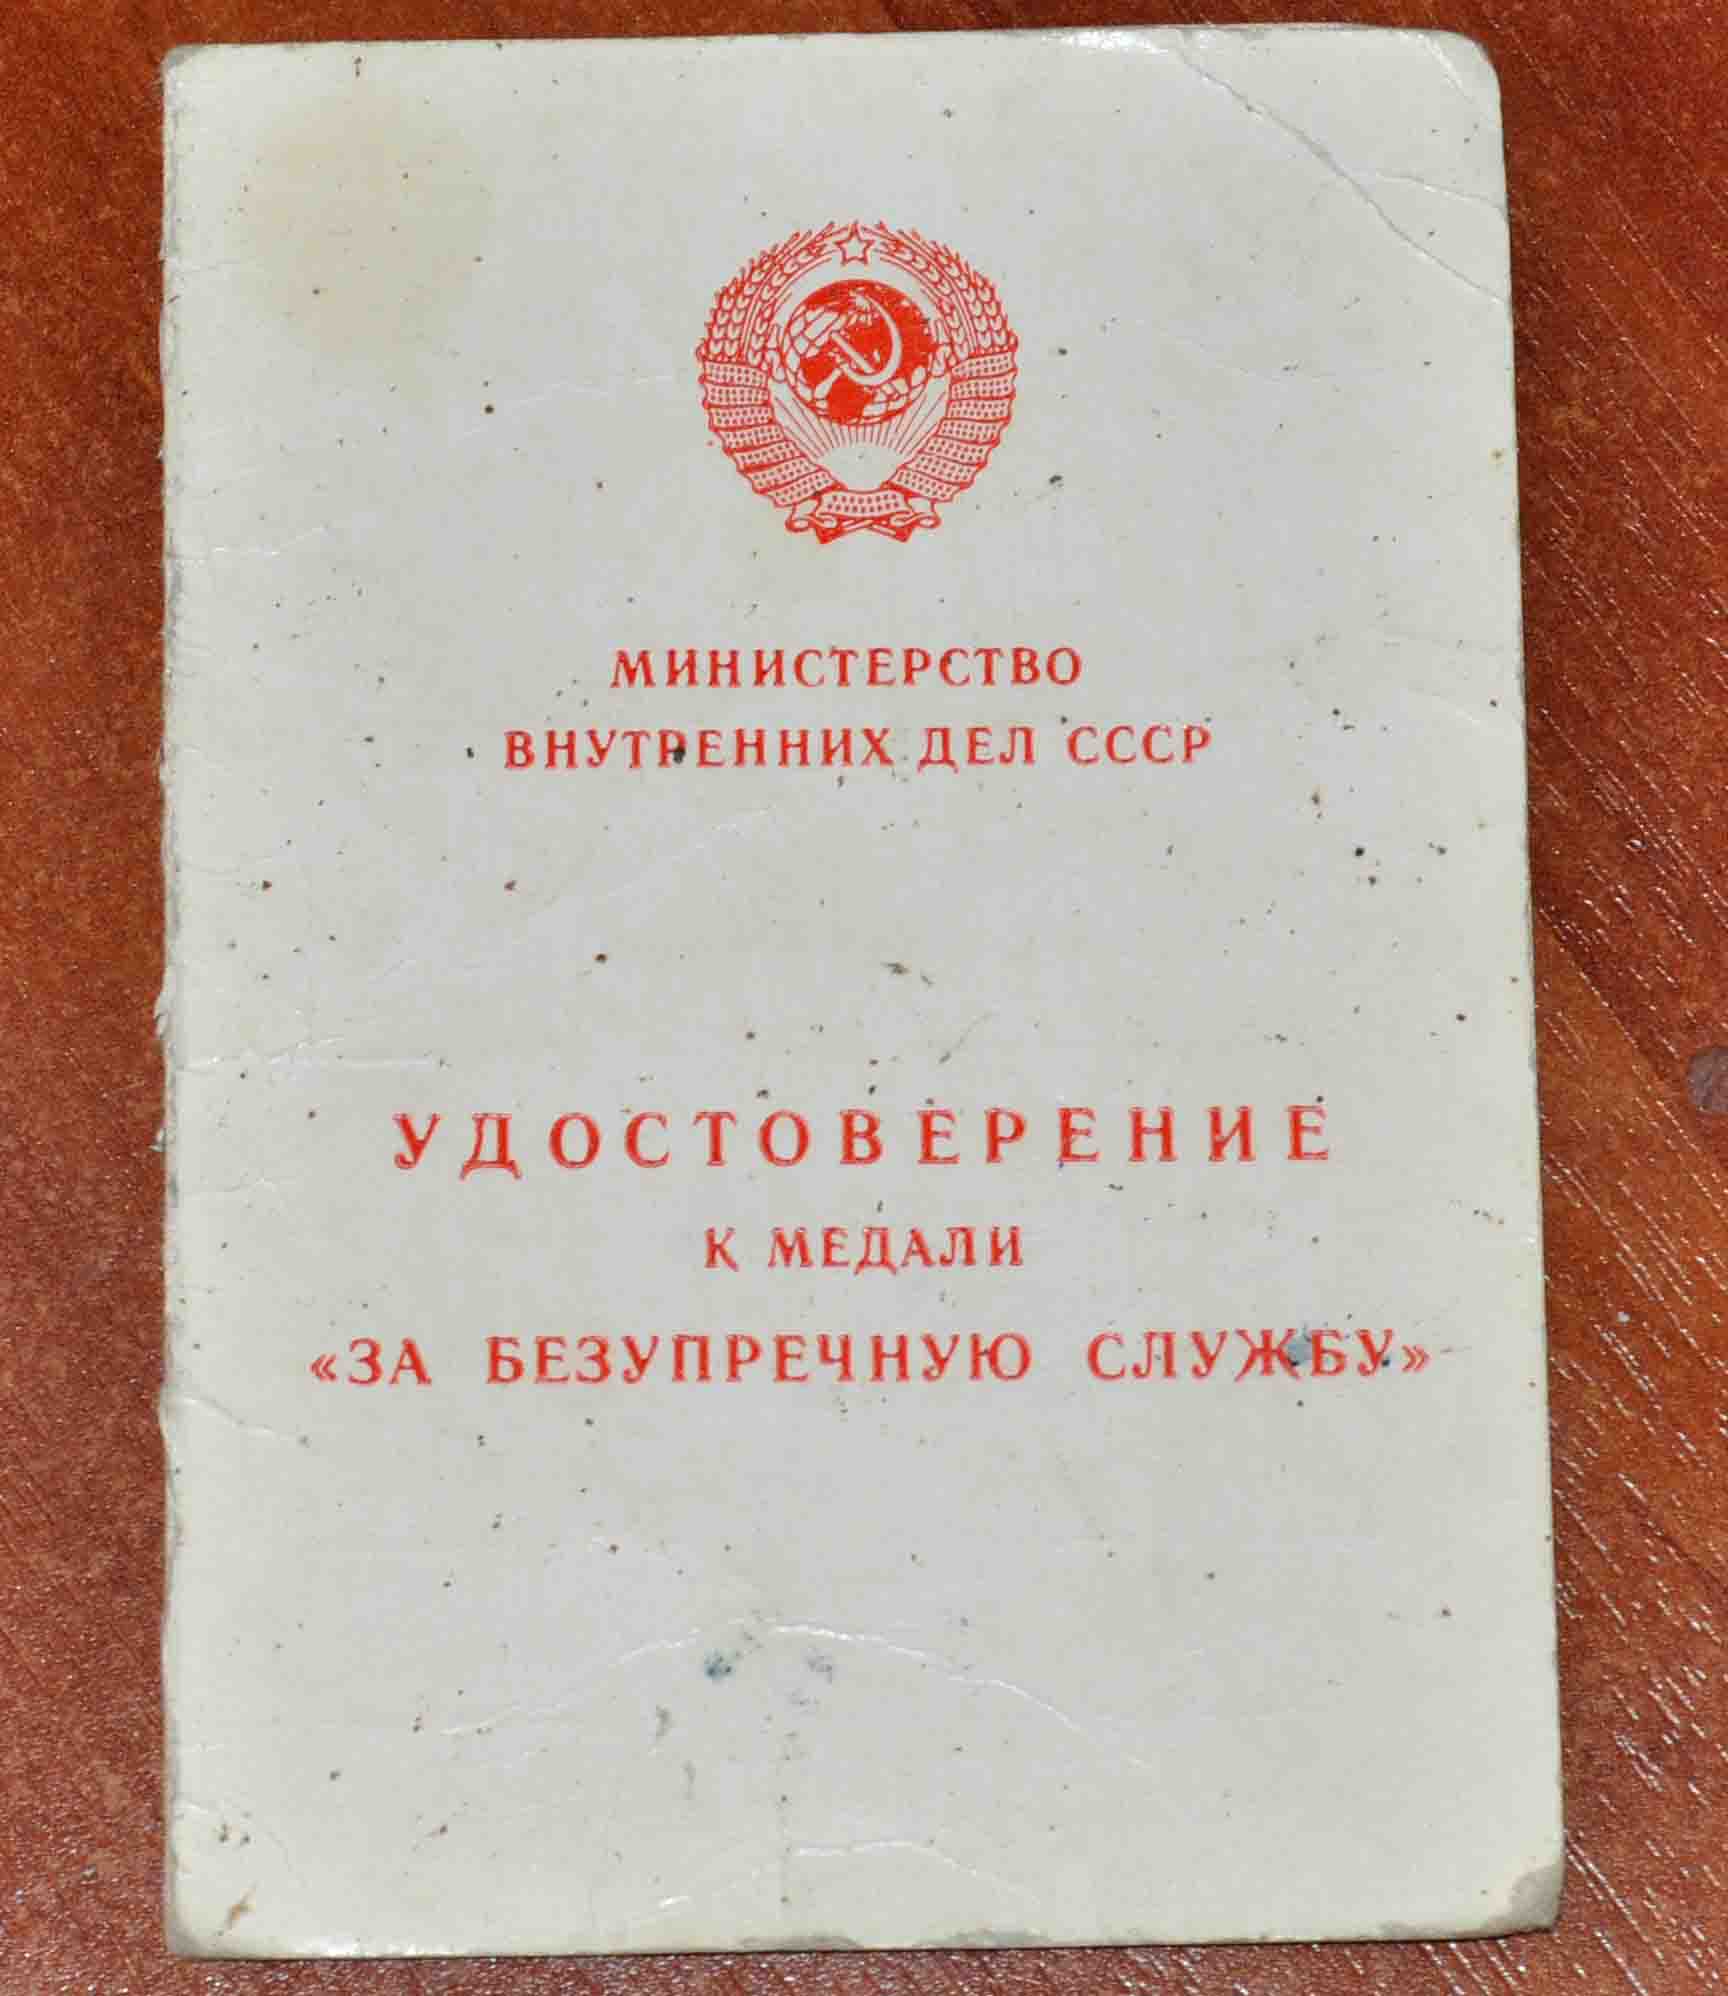 МИНИСТЕРСТВО
ВНУТРЕННИХ ДЕЛ СССР
УДОСТОВЕРЕНИЕ
К МЕДАЛИ
«ЗА БЕЗУПРЕЧНУЮ СЛУЖБУ»